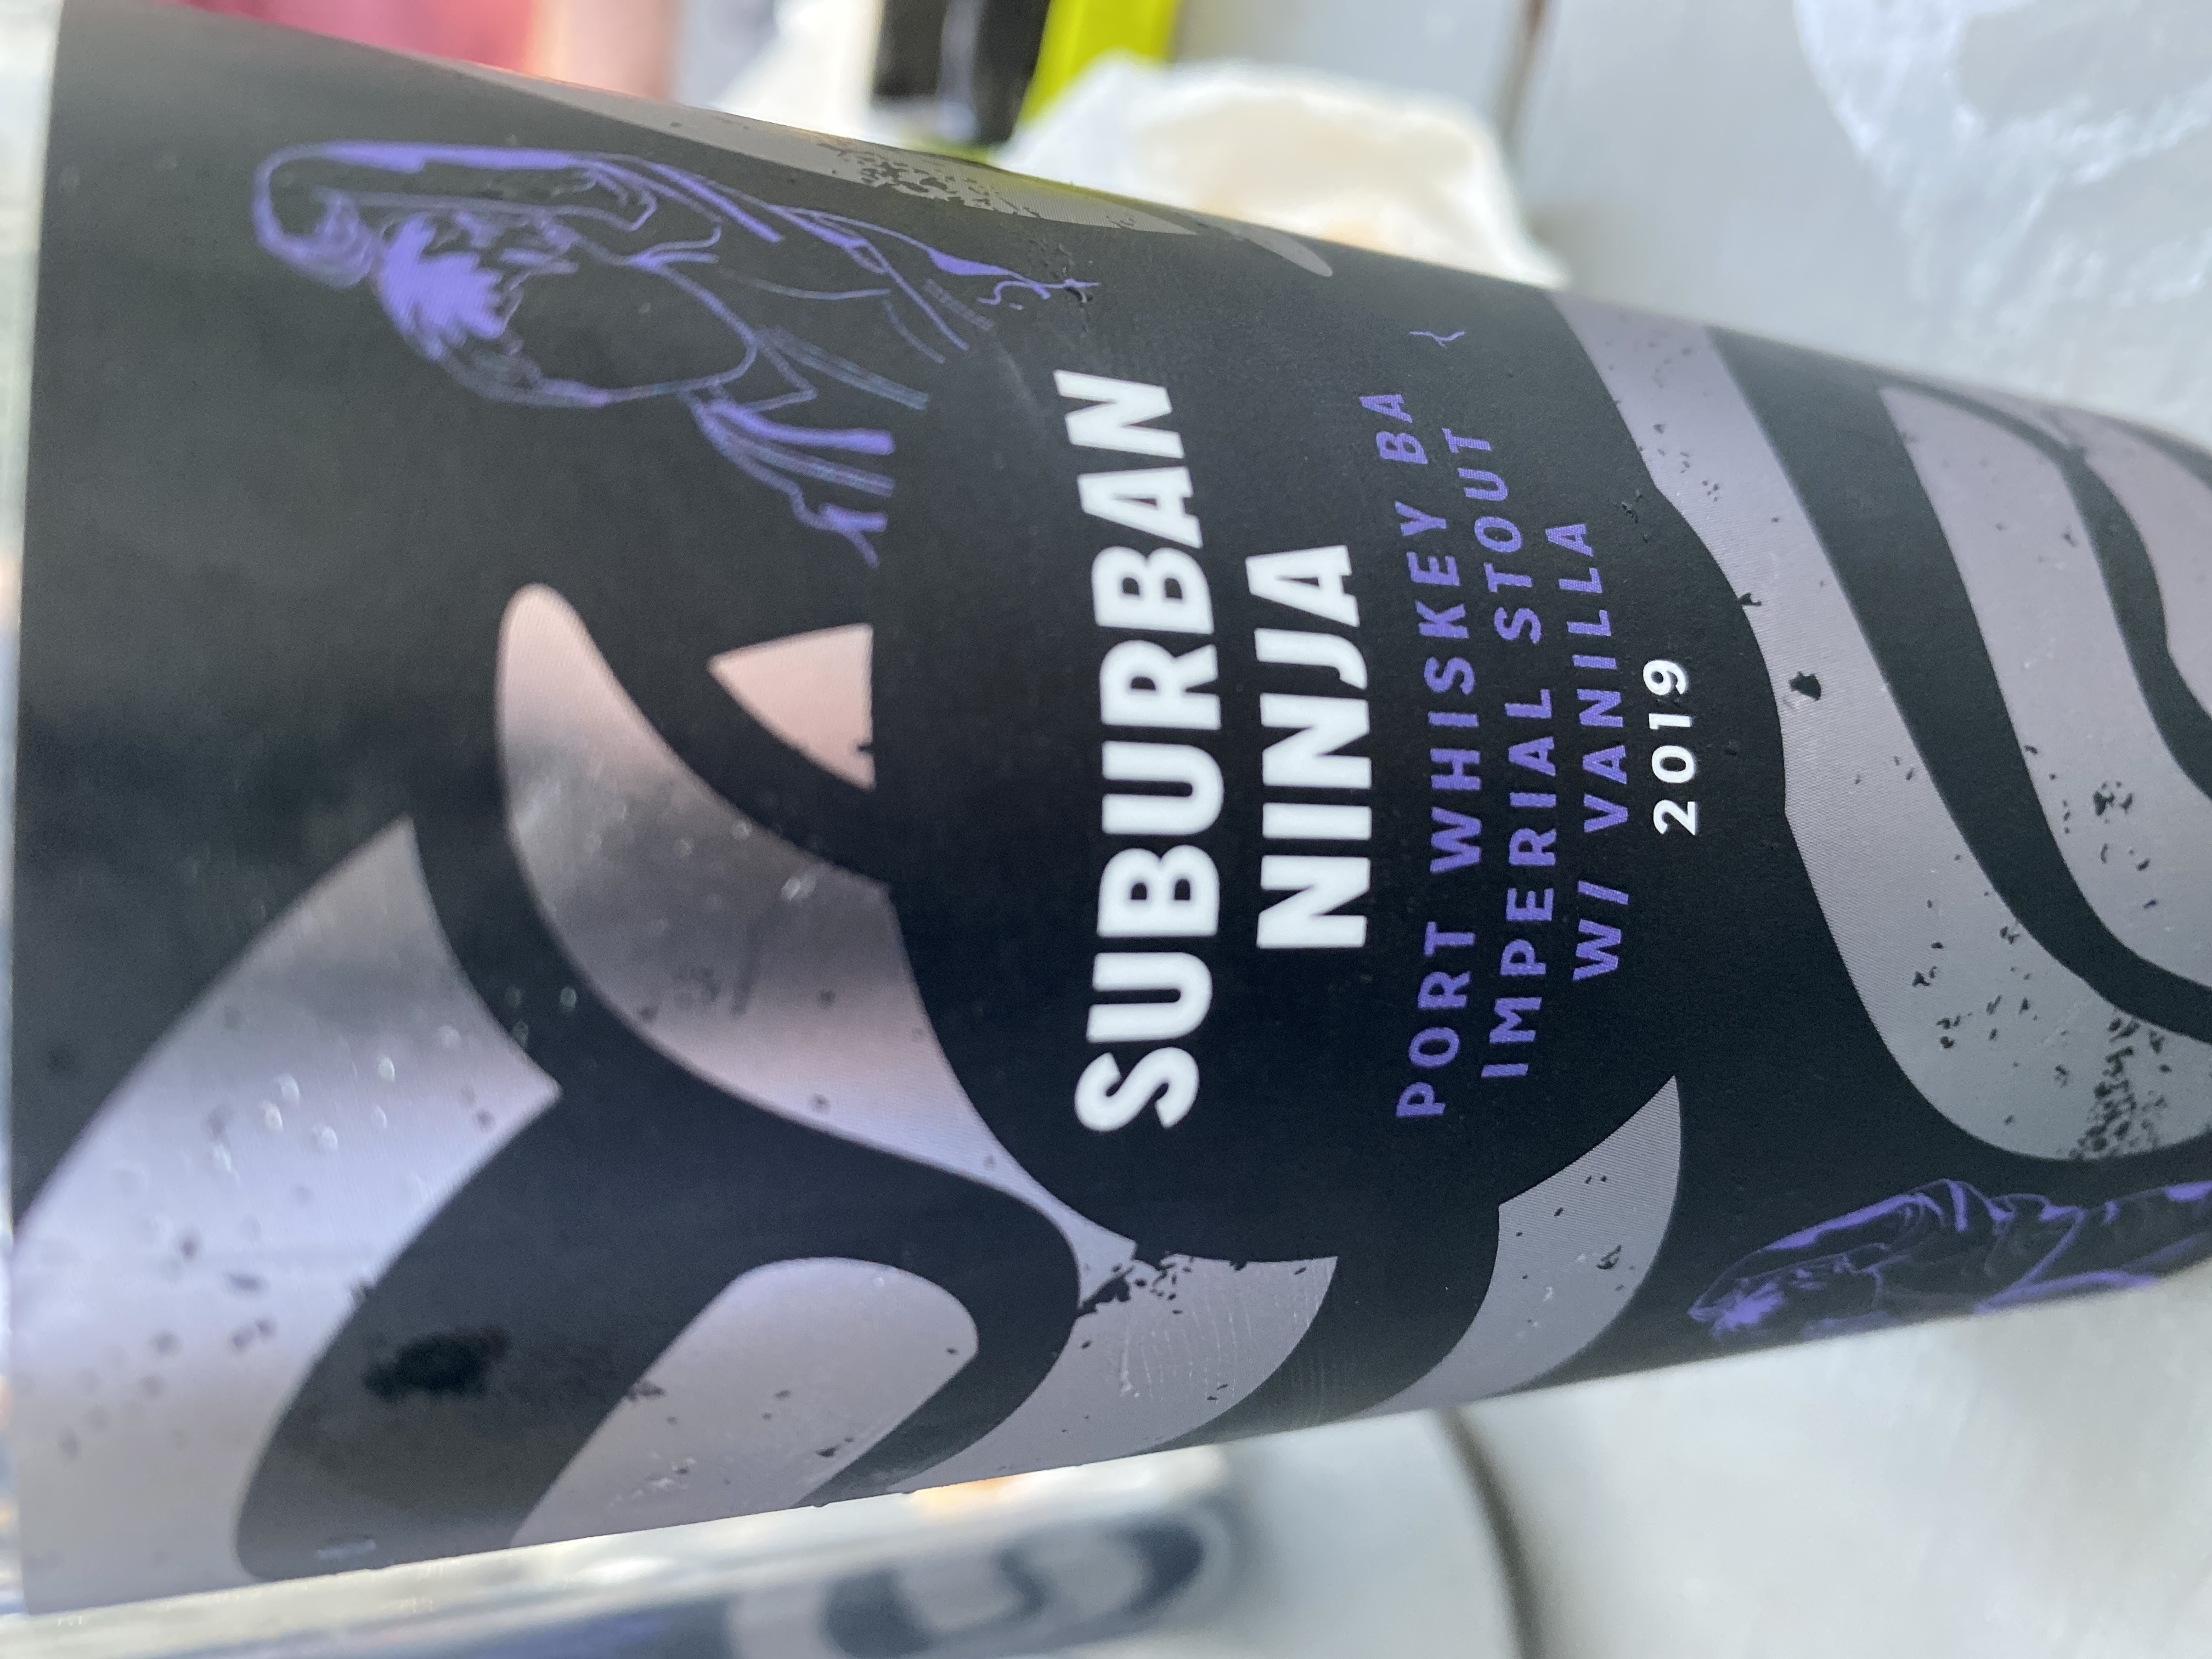 SUBURBAN
NINJA
PORT WHISKEY BA
IMPERIAL STOUT
W/ VANILLA
2019